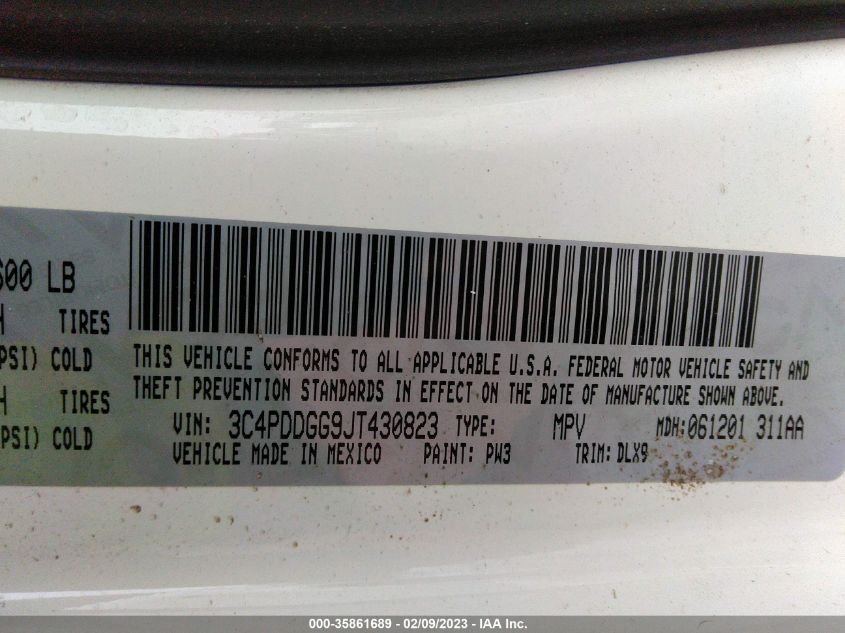 600 LB
TIRES
PSI) COLD
TIRES
PSI) COLD
THIS VEHICLE CONFORMS TO ALL APPLICABLE U.S.A. FEDERAL MOTOR VEHICLE SAFETY AND
THEFT PREVENTION STANDARDS IN EFFECT ON THE DATE OF MANUFACTURE SHOWN ABOVE.
VIN: 3C4PDDGG9JT430823 TYPE: MPV MDH:061201 311AA
VEHICLE MADE IN MEXICO PAINT: PW3 TRIM: DLX9
000-35861689 - 02/09/2023 - IAA Inc.